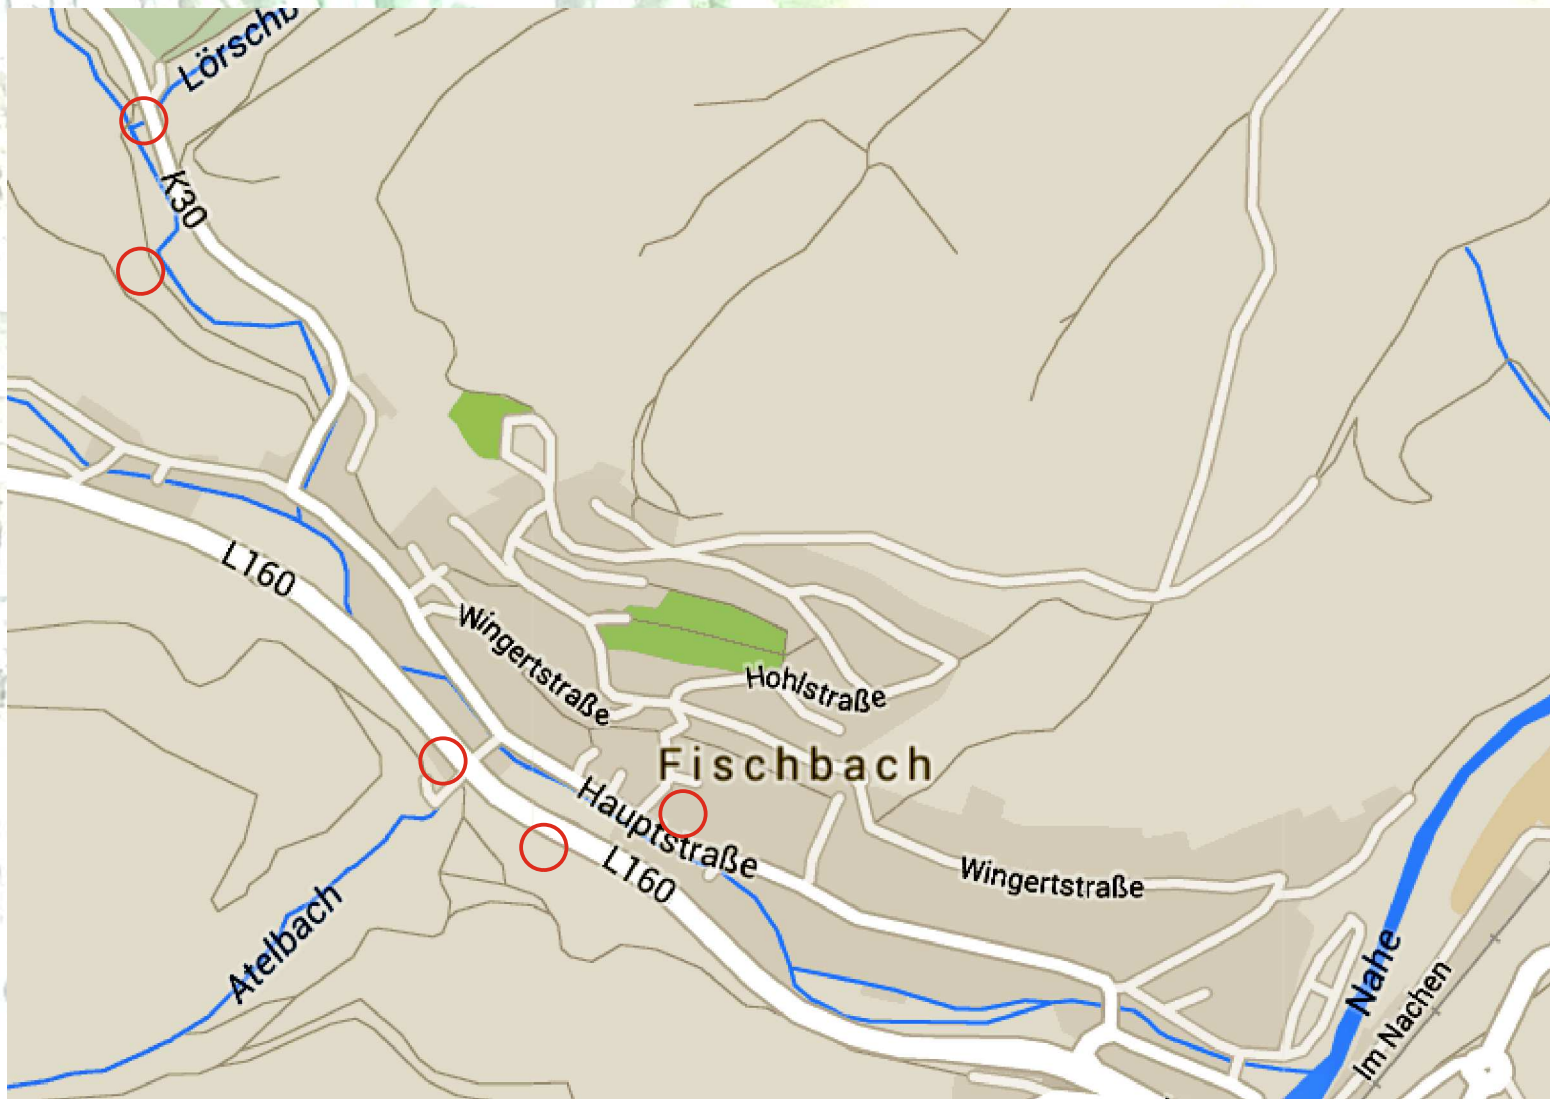 Lörschb
K30
L160
Wingertstraße
Hohlstraße
Fischbach
Hauptstraße
L160
Wingertstraße
Atelbach
Nahe
Im Nachen